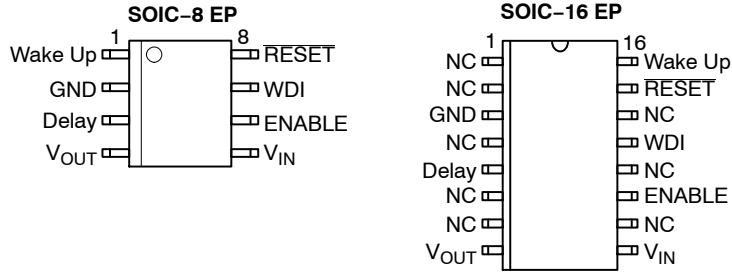 SOIC−8 EP
1 8
Wake Up RESET
GND WDI
Delay ENABLE
VOUT VIN
SOIC−16 EP
1 16
NC Wake Up
NC RESET
GND NC
NC WDI
Delay NC
NC ENABLE
NC NC
VOUT VIN